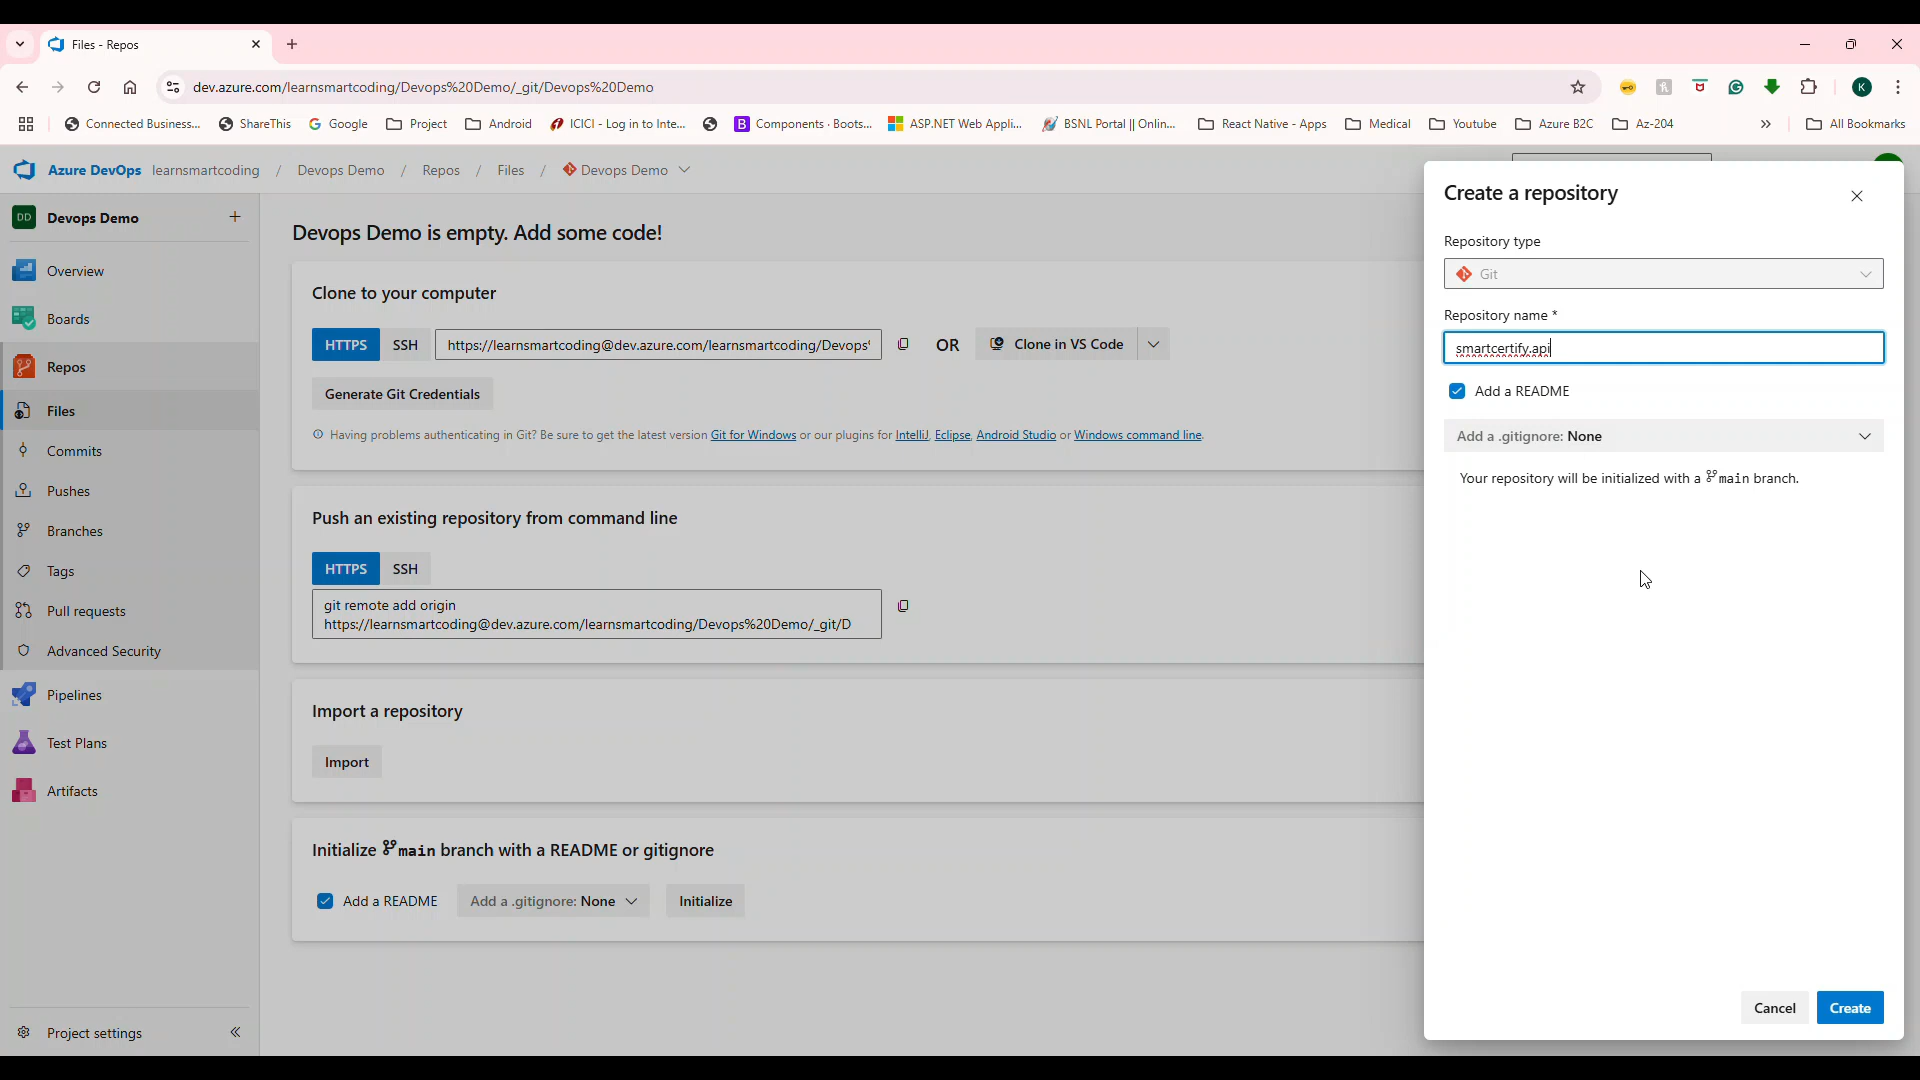 Files - Repos
dev.azure.com/learnsmartcoding/Devops%20Demo/_git/Devops%20Demo
K
Connected Business...
ShareThis
Google
Project
Android
ICICI - Log in to Inte...
Components · Boots...
ASP.NET Web Appli...
BSNL Portal || Onlin...
React Native - Apps
Medical
Youtube
Azure B2C
Az-204
All Bookmarks
Azure DevOps learnsmartcoding / Devops Demo / Repos / Files / Devops Demo
DD Devops Demo
Overview
Boards
Repos
Files
Commits
Pushes
Branches
Tags
Pull requests
Advanced Security
Pipelines
Test Plans
Artifacts
Project settings
Devops Demo is empty. Add some code!
Clone to your computer
HTTPS SSH https://learnsmartcoding@dev.azure.com/learnsmartcoding/Devops% OR Clone in VS Code
Generate Git Credentials
Having problems authenticating in Git? Be sure to get the latest version Git for Windows or our plugins for IntelliJ, Eclipse, Android Studio or Windows command line.
Push an existing repository from command line
HTTPS SSH
git remote add origin
https://learnsmartcoding@dev.azure.com/learnsmartcoding/Devops%20Demo/_git/D
Import a repository
Import
Initialize main branch with a README or gitignore
Add a README Add a .gitignore: None Initialize
Create a repository
Repository type
Git
Repository name *
smartcertify.api
Add a README
Add a .gitignore: None
Your repository will be initialized with a main branch.
Cancel Create